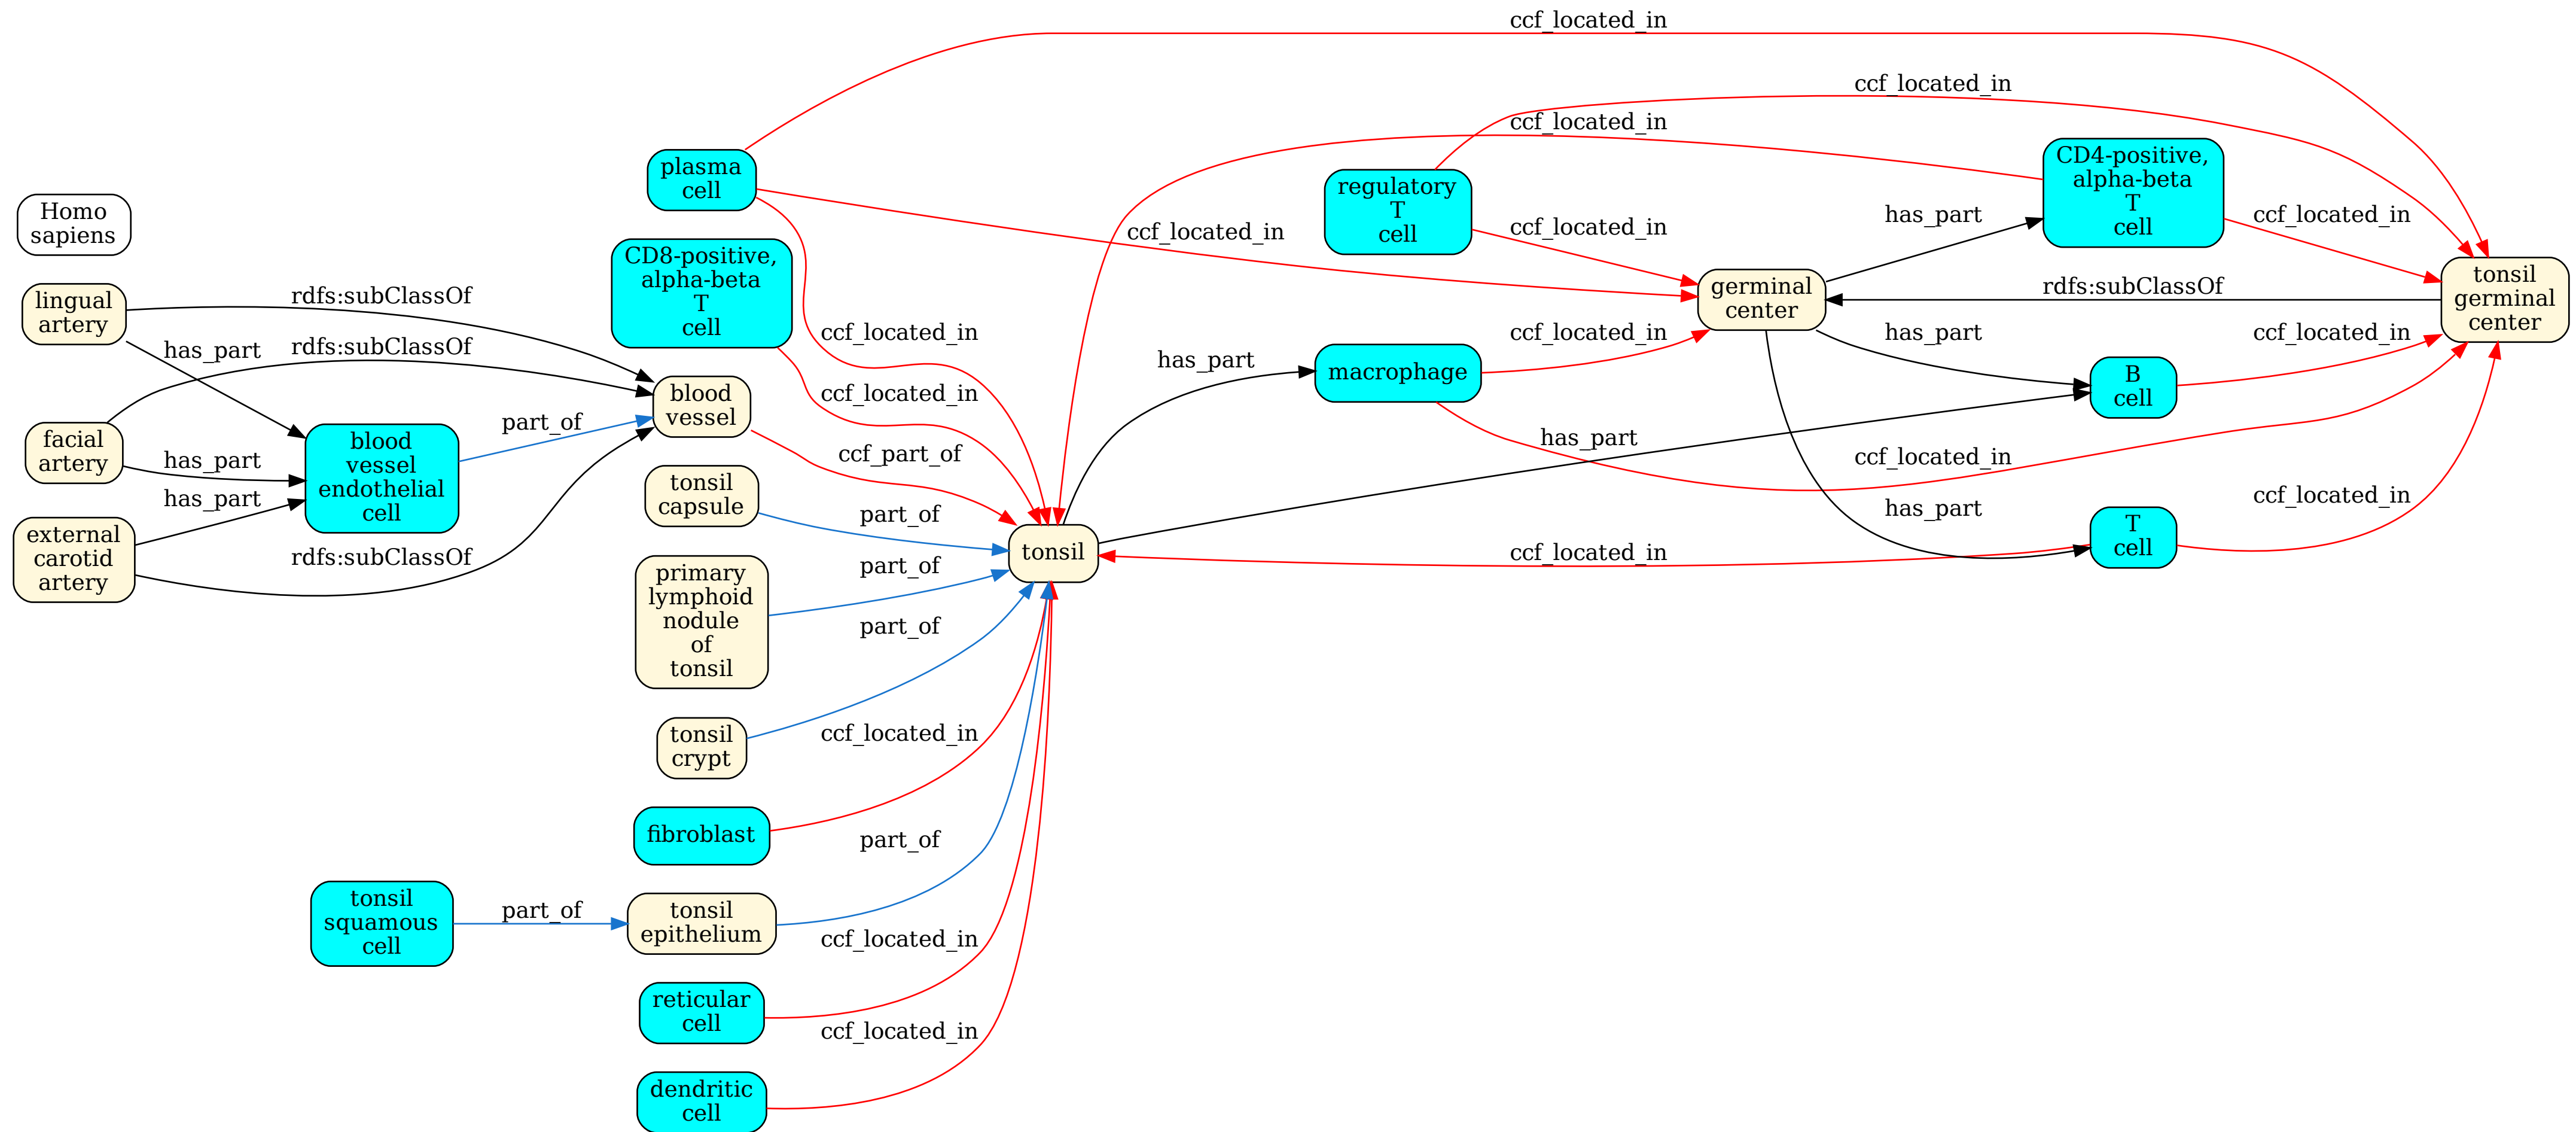 ccf_located_in
ccf_located_in
ccf_located_in
plasma
cell
regulatory
T
cell
CD4-positive,
alpha-beta
T
cell
Homo
sapiens
ccf_located_in
ccf_located_in
has_part
ccf_located_in
CD8-positive,
alpha-beta
T
cell
lingual
artery
rdfs:subClassOf
germinal
center
rdfs:subClassOf
tonsil
germinal
center
has_part
rdfs:subClassOf
ccf_located_in
has_part
macrophage
ccf_located_in
has_part
B
cell
ccf_located_in
blood
vessel
ccf_located_in
facial
artery
has_part
has_part
blood
vessel
endothelial
cell
part_of
ccf_part_of
has_part
ccf_located_in
external
carotid
artery
rdfs:subClassOf
tonsil
capsule
part_of
tonsil
has_part
T
cell
ccf_located_in
ccf_located_in
primary
lymphoid
nodule
of
tonsil
part_of
part_of
tonsil
crypt
ccf_located_in
fibroblast
part_of
tonsil
squamous
cell
part_of
tonsil
epithelium
ccf_located_in
reticular
cell
ccf_located_in
dendritic
cell